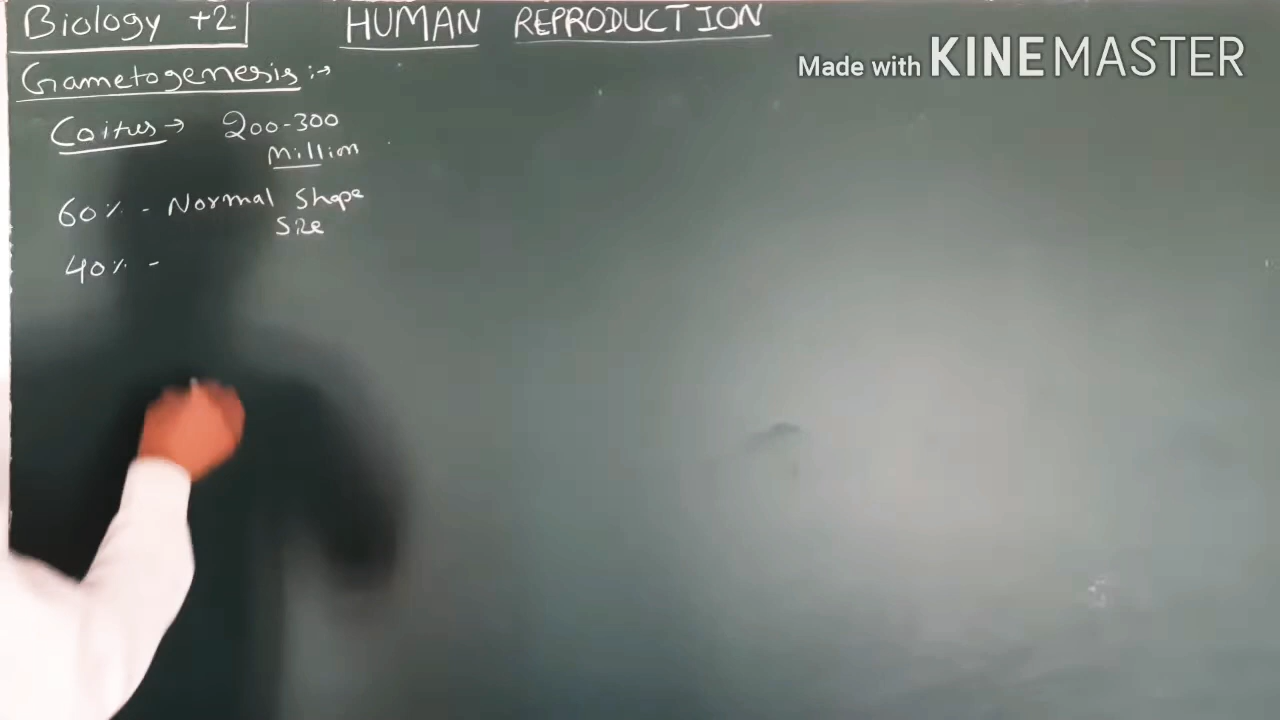 Biology +2
HUMAN REPRODUCTION
Made with KINEMASTER
Gametogenesis :→
Coitus → 200-300
Million
60% - Normal Shape
Size
40% -